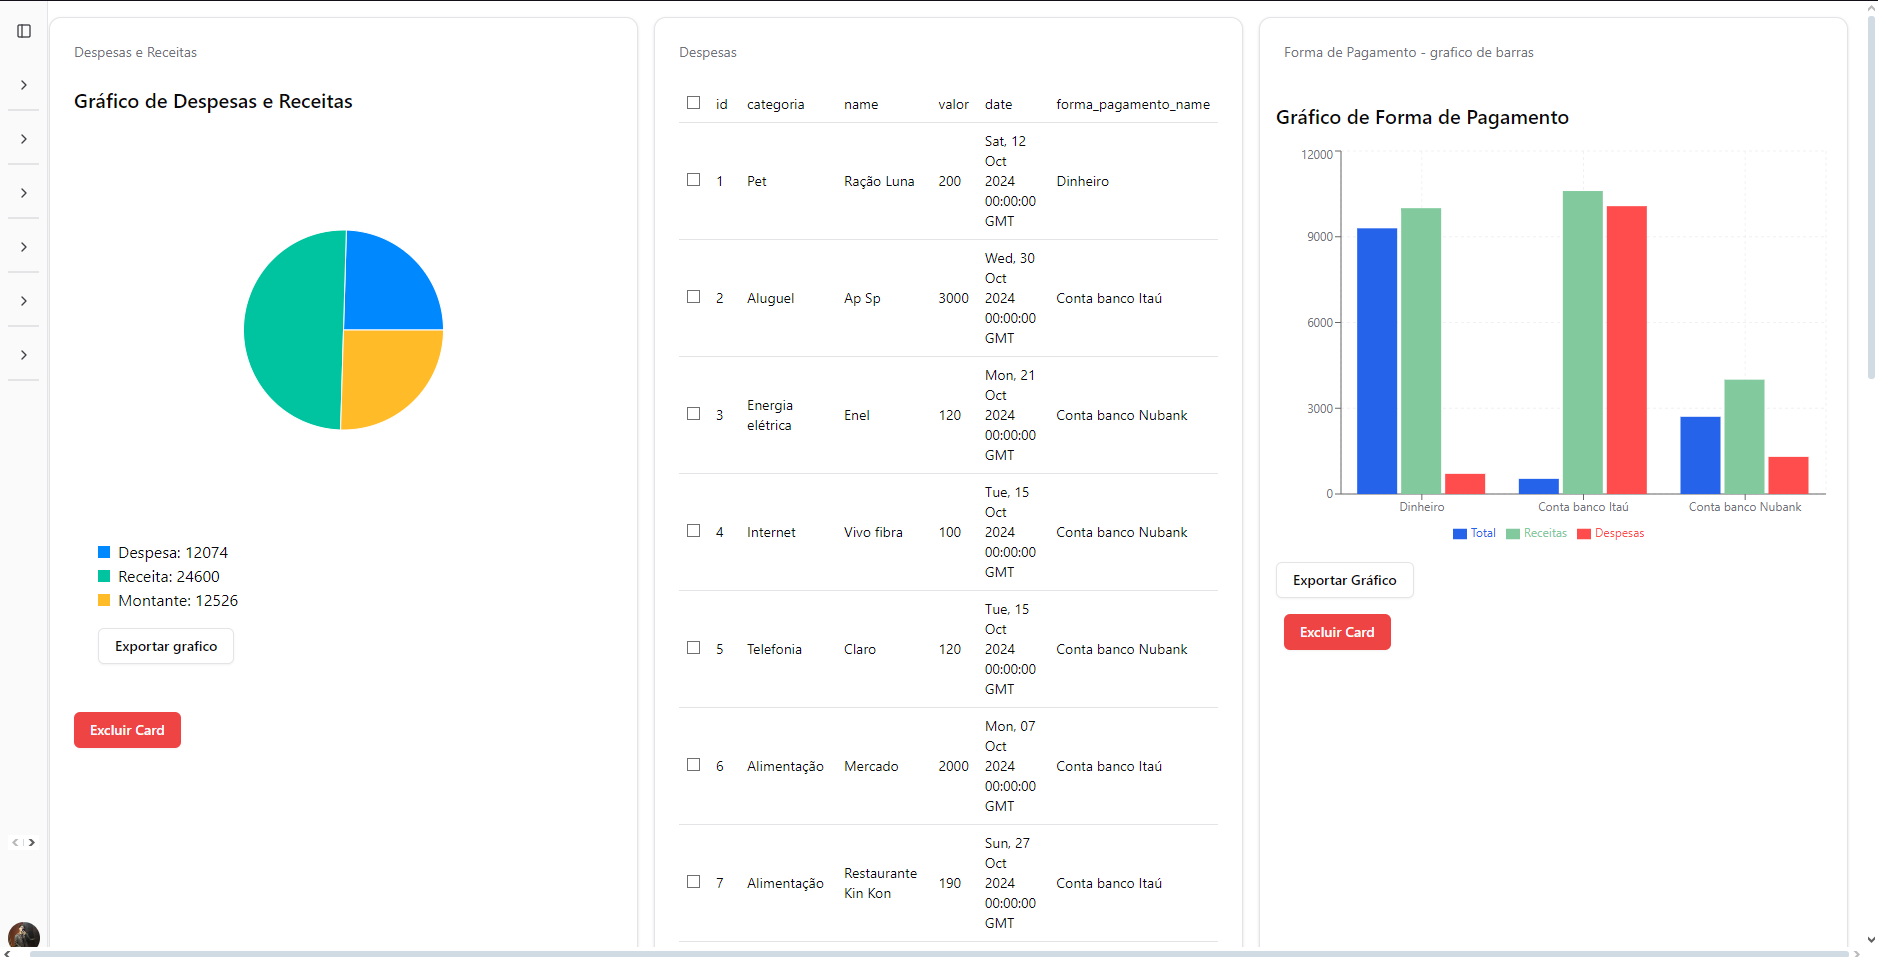 Despesas e Receitas
Gráfico de Despesas e Receitas
Despesa: 12074
Receita: 24600
Montante: 12526
Exportar grafico
Excluir Card
Despesas
id categoria name valor date forma_pagamento_name
1 Pet Ração Luna 200 Sat, 12 Oct 2024 00:00:00 GMT Dinheiro
2 Aluguel Ap Sp 3000 Wed, 30 Oct 2024 00:00:00 GMT Conta banco Itaú
3 Energia elétrica Enel 120 Mon, 21 Oct 2024 00:00:00 GMT Conta banco Nubank
4 Internet Vivo fibra 100 Tue, 15 Oct 2024 00:00:00 GMT Conta banco Nubank
5 Telefonia Claro 120 Tue, 15 Oct 2024 00:00:00 GMT Conta banco Nubank
6 Alimentação Mercado 2000 Mon, 07 Oct 2024 00:00:00 GMT Conta banco Itaú
7 Alimentação Restaurante Kin Kon 190 Sun, 27 Oct 2024 00:00:00 GMT Conta banco Itaú
Forma de Pagamento - grafico de barras
Gráfico de Forma de Pagamento
12000
9000
6000
3000
0
Dinheiro Conta banco Itaú Conta banco Nubank
Total Receitas Despesas
Exportar Gráfico
Excluir Card